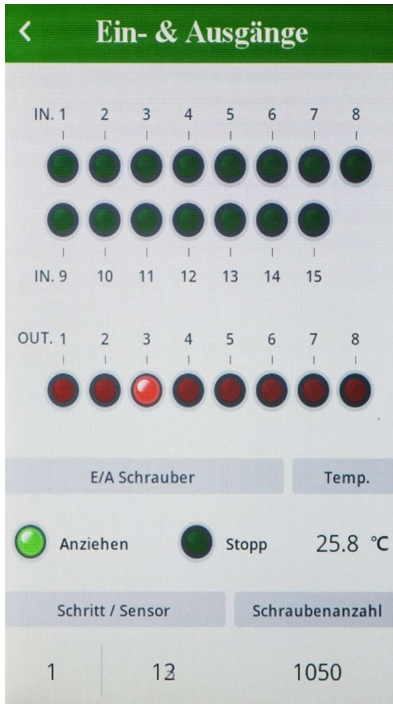 Ein- & Ausgänge
IN. 1 2 3 4 5 6 7 8
IN. 9 10 11 12 13 14 15
OUT. 1 2 3 4 5 6 7 8
E/A Schrauber Temp.
Anziehen Stopp 25.8 °C
Schritt / Sensor Schraubenanzahl
1 1050